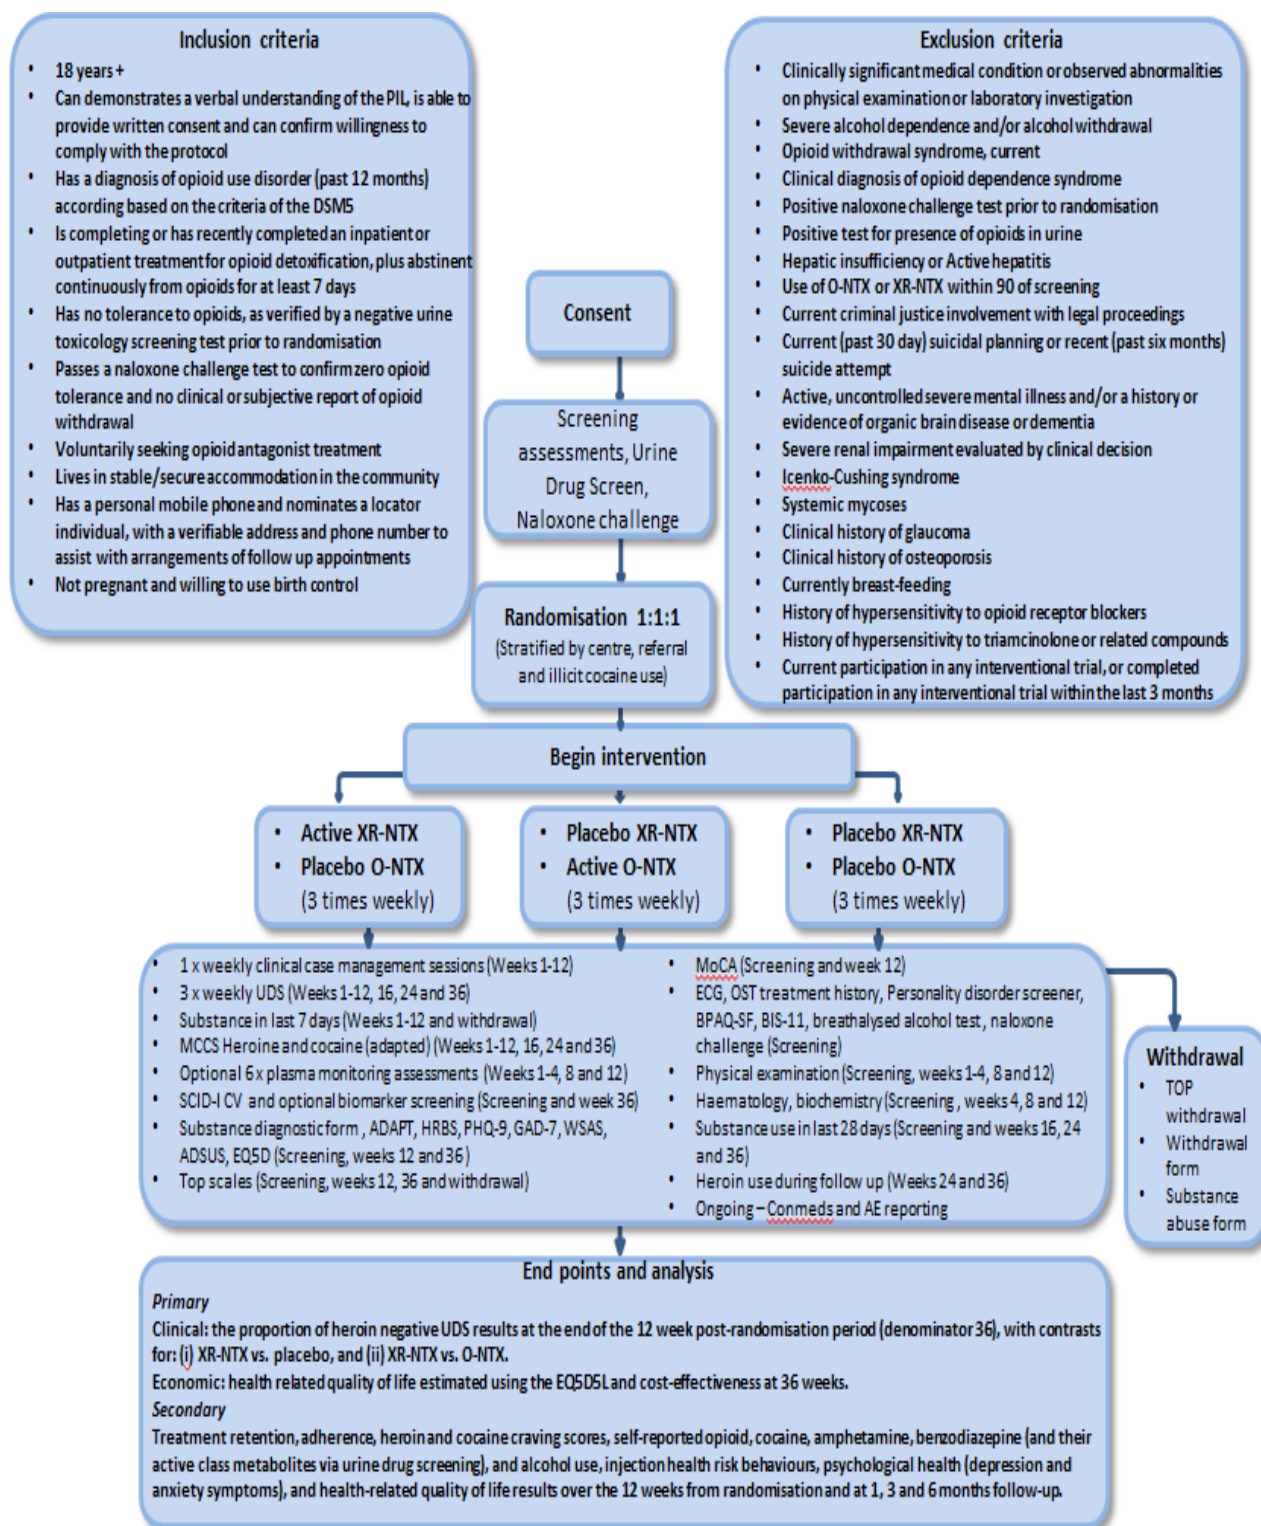 Inclusion criteria
• 18 years +
• Can demonstrates a verbal understanding of the PIL, is able to
provide written consent and can confirm willingness to
comply with the protocol
• Has a diagnosis of opioid use disorder (past 12 months)
according based on the criteria of the DSM5
• Is completing or has recently completed an inpatient or
outpatient treatment for opioid detoxification, plus abstinent
continuously from opioids for at least 7 days
• Has no tolerance to opioids, as verified by a negative urine
toxicology screening test prior to randomisation
• Passes a naloxone challenge test to confirm zero opioid
tolerance and no clinical or subjective report of opioid
withdrawal
• Voluntarily seeking opioid antagonist treatment
• Lives in stable/secure accommodation in the community
• Has a personal mobile phone and nominates a locator
individual, with a verifiable address and phone number to
assist with arrangements of follow up appointments
• Not pregnant and willing to use birth control
Exclusion criteria
• Clinically significant medical condition or observed abnormalities
on physical examination or laboratory investigation
• Severe alcohol dependence and/or alcohol withdrawal
• Opioid withdrawal syndrome, current
• Clinical diagnosis of opioid dependence syndrome
• Positive naloxone challenge test prior to randomisation
• Positive test for presence of opioids in urine
• Hepatic insufficiency or Active hepatitis
• Use of O-NTX or XR-NTX within 90 of screening
• Current criminal justice involvement with legal proceedings
• Current (past 30 day) suicidal planning or recent (past six months)
suicide attempt
• Active, uncontrolled severe mental illness and/or a history or
evidence of organic brain disease or dementia
• Severe renal impairment evaluated by clinical decision
• Icenko-Cushing syndrome
• Systemic mycoses
• Clinical history of glaucoma
• Clinical history of osteoporosis
• Currently breast-feeding
• History of hypersensitivity to opioid receptor blockers
• History of hypersensitivity to triamcinolone or related compounds
• Current participation in any interventional trial, or completed
participation in any interventional trial within the last 3 months
Consent
Screening
assessments, Urine
Drug Screen,
Naloxone challenge
Randomisation 1:1:1
(Stratified by centre, referral
and illicit cocaine use)
Begin intervention
• Active XR-NTX
• Placebo O-NTX
(3 times weekly)
• Placebo XR-NTX
• Active O-NTX
(3 times weekly)
• Placebo XR-NTX
• Placebo O-NTX
(3 times weekly)
• 1 x weekly clinical case management sessions (Weeks 1-12)
• 3 x weekly UDS (Weeks 1-12, 16, 24 and 36)
• Substance in last 7 days (Weeks 1-12 and withdrawal)
• MCCS Heroine and cocaine (adapted) (Weeks 1-12, 16, 24 and 36)
• Optional 6 x plasma monitoring assessments (Weeks 1-4, 8 and 12)
• SCID-I CV and optional biomarker screening (Screening and week 36)
• Substance diagnostic form , ADAPT, HRBS, PHQ-9, GAD-7, WSAS,
ADSUS, EQ5D (Screening, weeks 12 and 36 )
• Top scales (Screening, weeks 12, 36 and withdrawal)
• MoCA (Screening and week 12)
• ECG, OST treatment history, Personality disorder screener,
BPAQ-SF, BIS-11, breathalysed alcohol test, naloxone
challenge (Screening)
• Physical examination (Screening, weeks 1-4, 8 and 12)
• Haematology, biochemistry (Screening , weeks 4, 8 and 12)
• Substance use in last 28 days (Screening and weeks 16, 24
and 36)
• Heroin use during follow up (Weeks 24 and 36)
• Ongoing – Conmeds and AE reporting
Withdrawal
• TOP
withdrawal
• Withdrawal
form
• Substance
abuse form
End points and analysis
Primary
Clinical: the proportion of heroin negative UDS results at the end of the 12 week post-randomisation period (denominator 36), with contrasts
for: (i) XR-NTX vs. placebo, and (ii) XR-NTX vs. O-NTX.
Economic: health related quality of life estimated using the EQ5D5L and cost-effectiveness at 36 weeks.
Secondary
Treatment retention, adherence, heroin and cocaine craving scores, self-reported opioid, cocaine, amphetamine, benzodiazepine (and their
active class metabolites via urine drug screening), and alcohol use, injection health risk behaviours, psychological health (depression and
anxiety symptoms), and health-related quality of life results over the 12 weeks from randomisation and at 1, 3 and 6 months follow-up.